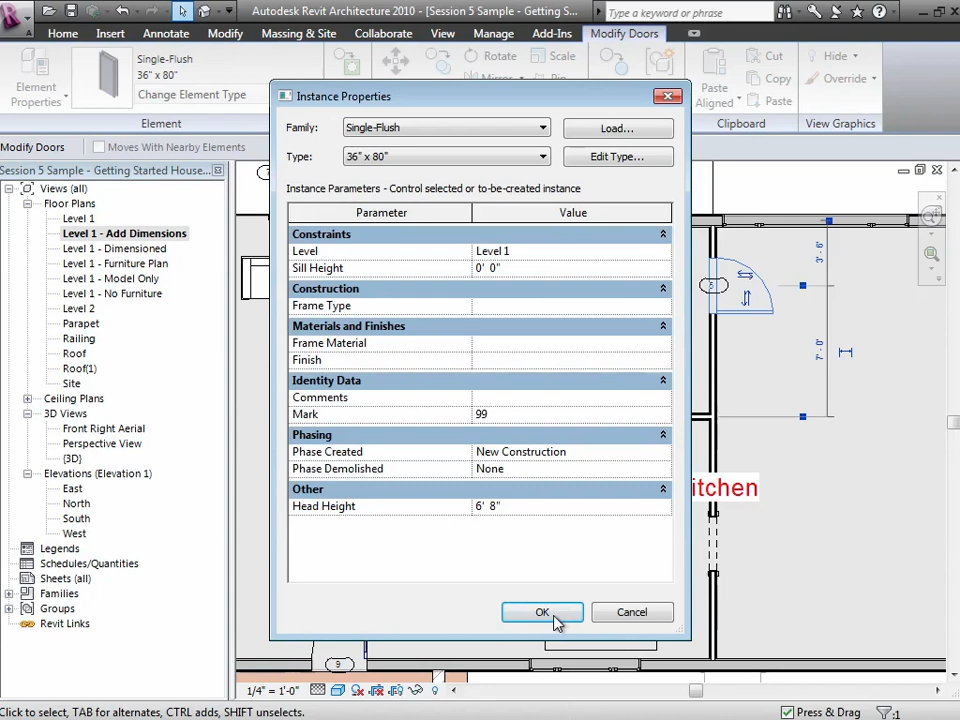 Autodesk Revit Architecture 2010 - [Session 5 Sample - Getting S...
Type a keyword or phrase
Home Insert Annotate Modify Massing & Site Collaborate View Manage Add-Ins Modify Doors
Element
Properties
Single-Flush
36" x 80"
Change Element Type
Element
Rotate
Scale
Paste
Aligned
Cut
Copy
Paste
Clipboard
Hide
Override
View Graphics
Modify Doors
Moves With Nearby Elements
Session 5 Sample - Getting Started House...
Views (all)
Floor Plans
Level 1
Level 1 - Add Dimensions
Level 1 - Dimensioned
Level 1 - Furniture Plan
Level 1 - Model Only
Level 1 - No Furniture
Level 2
Parapet
Railing
Roof
Roof(1)
Site
Ceiling Plans
3D Views
Front Right Aerial
Perspective View
{3D}
Elevations (Elevation 1)
East
North
South
West
Legends
Schedules/Quantities
Sheets (all)
Families
Groups
Revit Links
Instance Properties
Family: Single-Flush Load...
Type: 36" x 80" Edit Type...
Instance Parameters - Control selected or to-be-created instance
Parameter Value
Constraints
Level Level 1
Sill Height 0' 0"
Construction
Frame Type
Materials and Finishes
Frame Material
Finish
Identity Data
Comments
Mark 99
Phasing
Phase Created New Construction
Phase Demolished None
Other
Head Height 6' 8"
OK Cancel
3' - 6"
7' - 0"
itchen
9
1/4" = 1'-0"
Click to select, TAB for alternates, CTRL adds, SHIFT unselects.
Press & Drag
:1